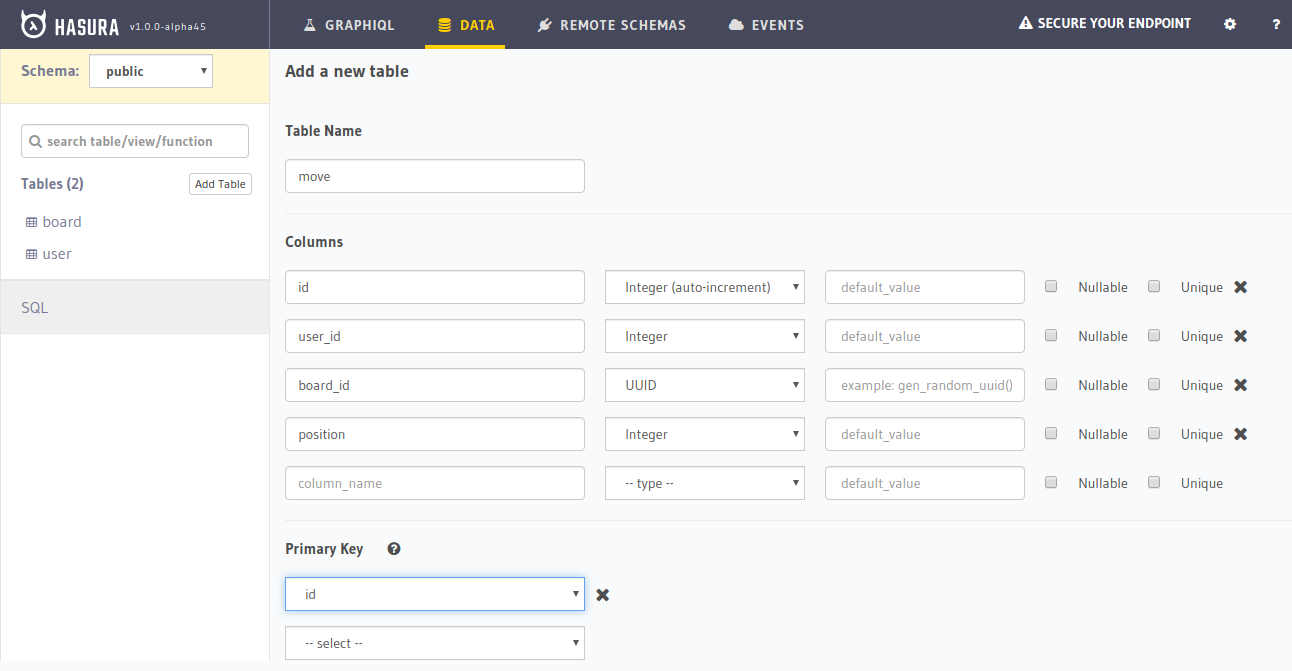 HASURA v1.0.0-alpha45 GRAPHIQL DATA REMOTE SCHEMAS EVENTS SECURE YOUR ENDPOINT ?
Schema: public
search table/view/function
Tables (2) Add Table
board
user
SQL
Add a new table
Table Name
move
Columns
id Integer (auto-increment) default_value Nullable Unique
user_id Integer default_value Nullable Unique
board_id UUID example: gen_random_uuid() Nullable Unique
position Integer default_value Nullable Unique
column_name -- type -- default_value Nullable Unique
Primary Key ?
id
-- select --